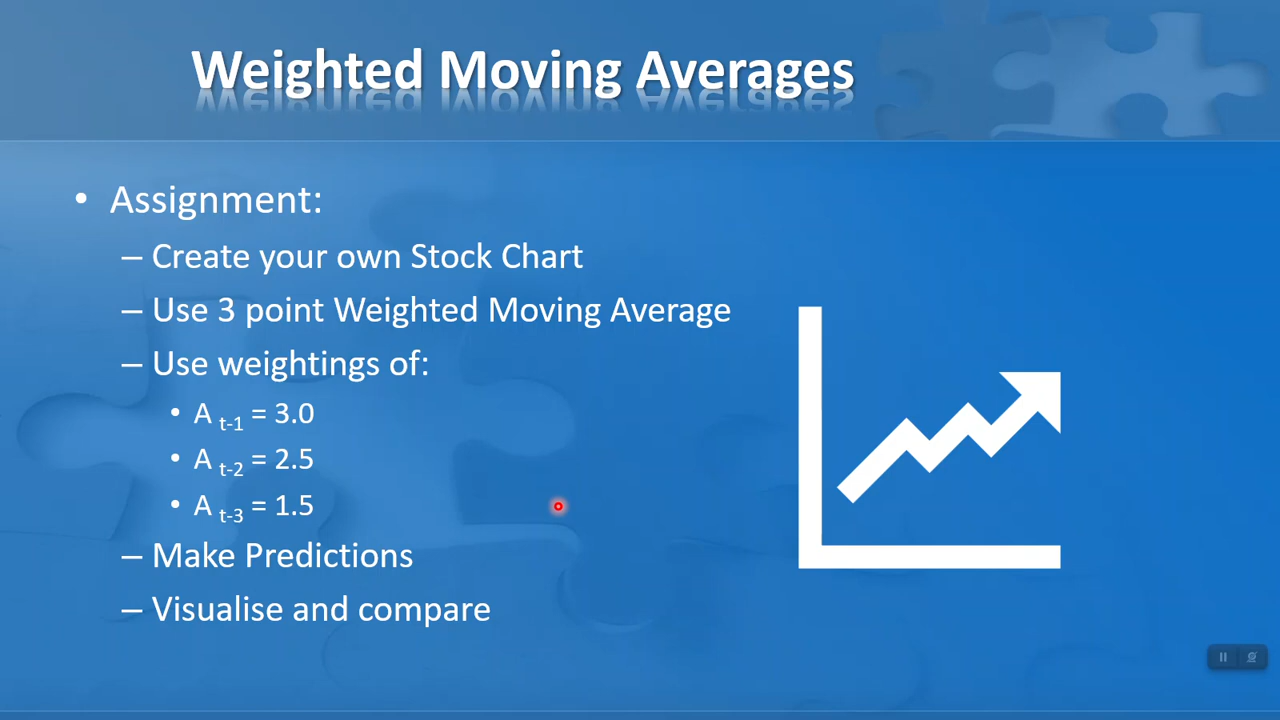 Weighted Moving Averages
• Assignment:
– Create your own Stock Chart
– Use 3 point Weighted Moving Average
– Use weightings of:
• A t-1 = 3.0
• A t-2 = 2.5
• A t-3 = 1.5
– Make Predictions
– Visualise and compare